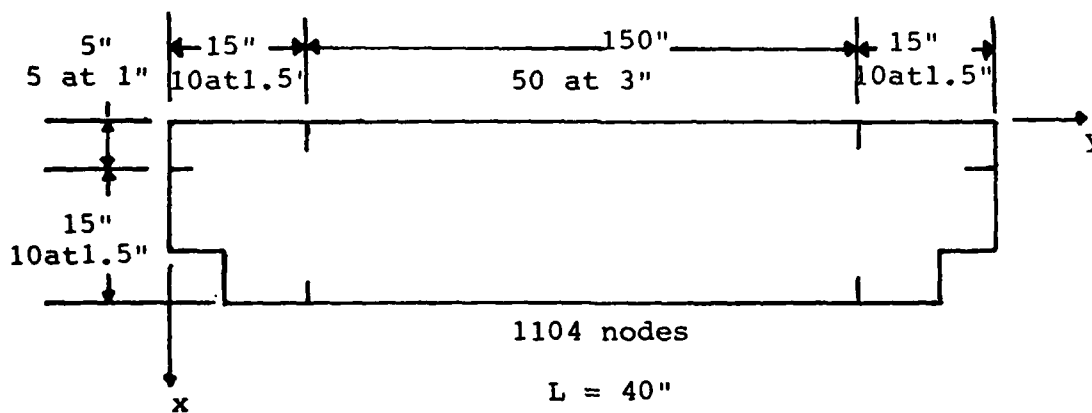 5" 15" 150" 15"
5 at 1" 10at1.5" 50 at 3" 10at1.5"
Y
15"
10at1.5"
1104 nodes
x L = 40"